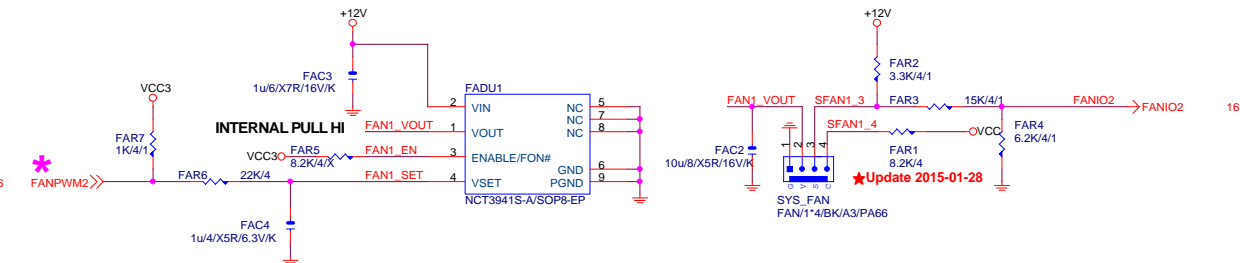 +12V
FAC3
1u/6/X7R/16V/K
VCC3
FAR7
1K/4/1
INTERNAL PULL HI
FADU1
FAN1_VOUT
VCC3
FAR5
8.2K/4/X
FAN1_EN
FAN1_SET
2 VIN
1 VOUT
3 ENABLE/FON#
4 VSET
NC 5
NC 7
NC 8
GND 6
PGND 9
NCT3941S-A/SOP8-EP
*
6
FANPWM2
FAR6
22K/4
FAC4
1u/4/X5R/6.3V/K
+12V
FAR2
3.3K/4/1
FAN1_VOUT
SFAN1_3
FAR3
15K/4/1
FANIO2
FANIO2
16
SFAN1_4
VCC
FAR4
6.2K/4/1
FAC2
10u/8/X5R/16V/K
FAR1
8.2K/4
1 2 3 4
G V S C
★Update 2015-01-28
SYS_FAN
FAN/1*4/BK/A3/PA66